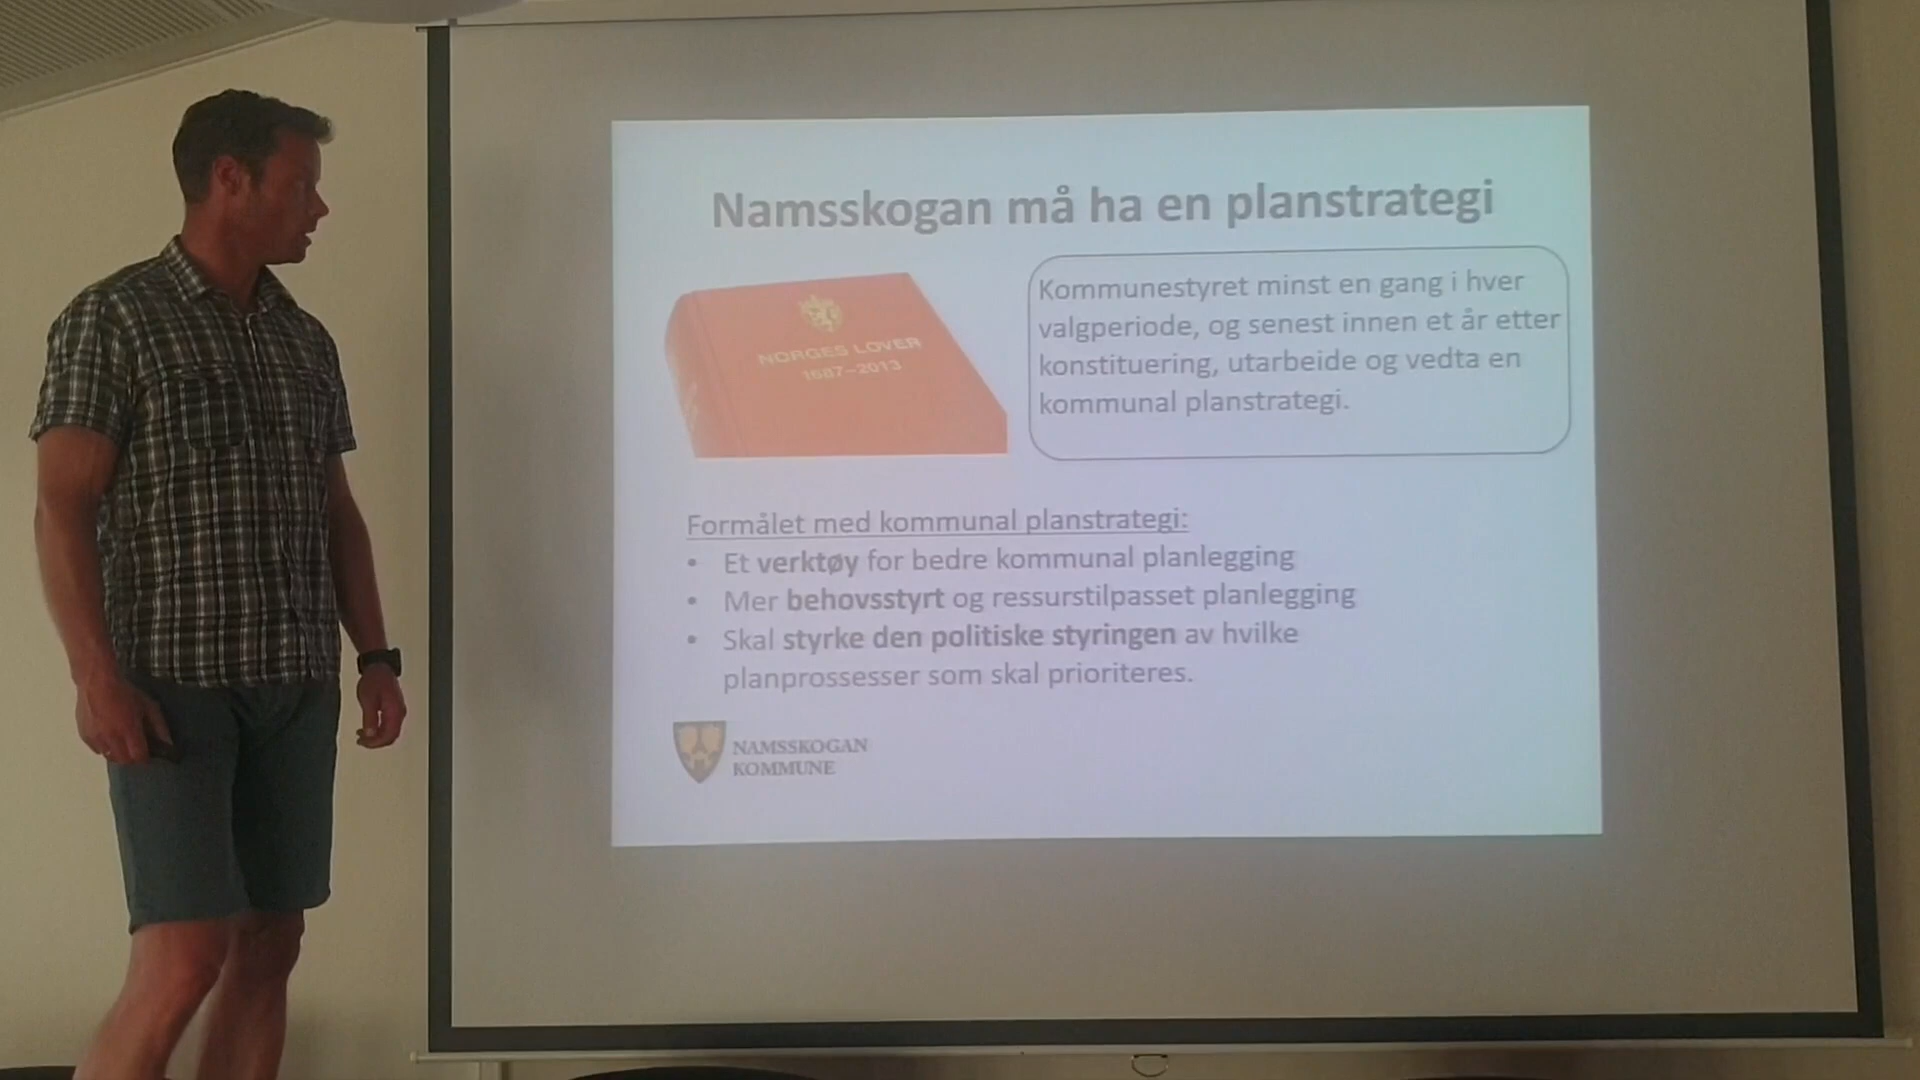 Namsskogan må ha en planstrategi
NORGES LOVER
1687–2013
Kommunestyret minst en gang i hver
valgperiode, og senest innen et år etter
konstituering, utarbeide og vedta en
kommunal planstrategi.
Formålet med kommunal planstrategi:
• Et verktøy for bedre kommunal planlegging
• Mer behovsstyrt og ressurstilpasset planlegging
• Skal styrke den politiske styringen av hvilke
planprossesser som skal prioriteres.
NAMSSKOGAN
KOMMUNE